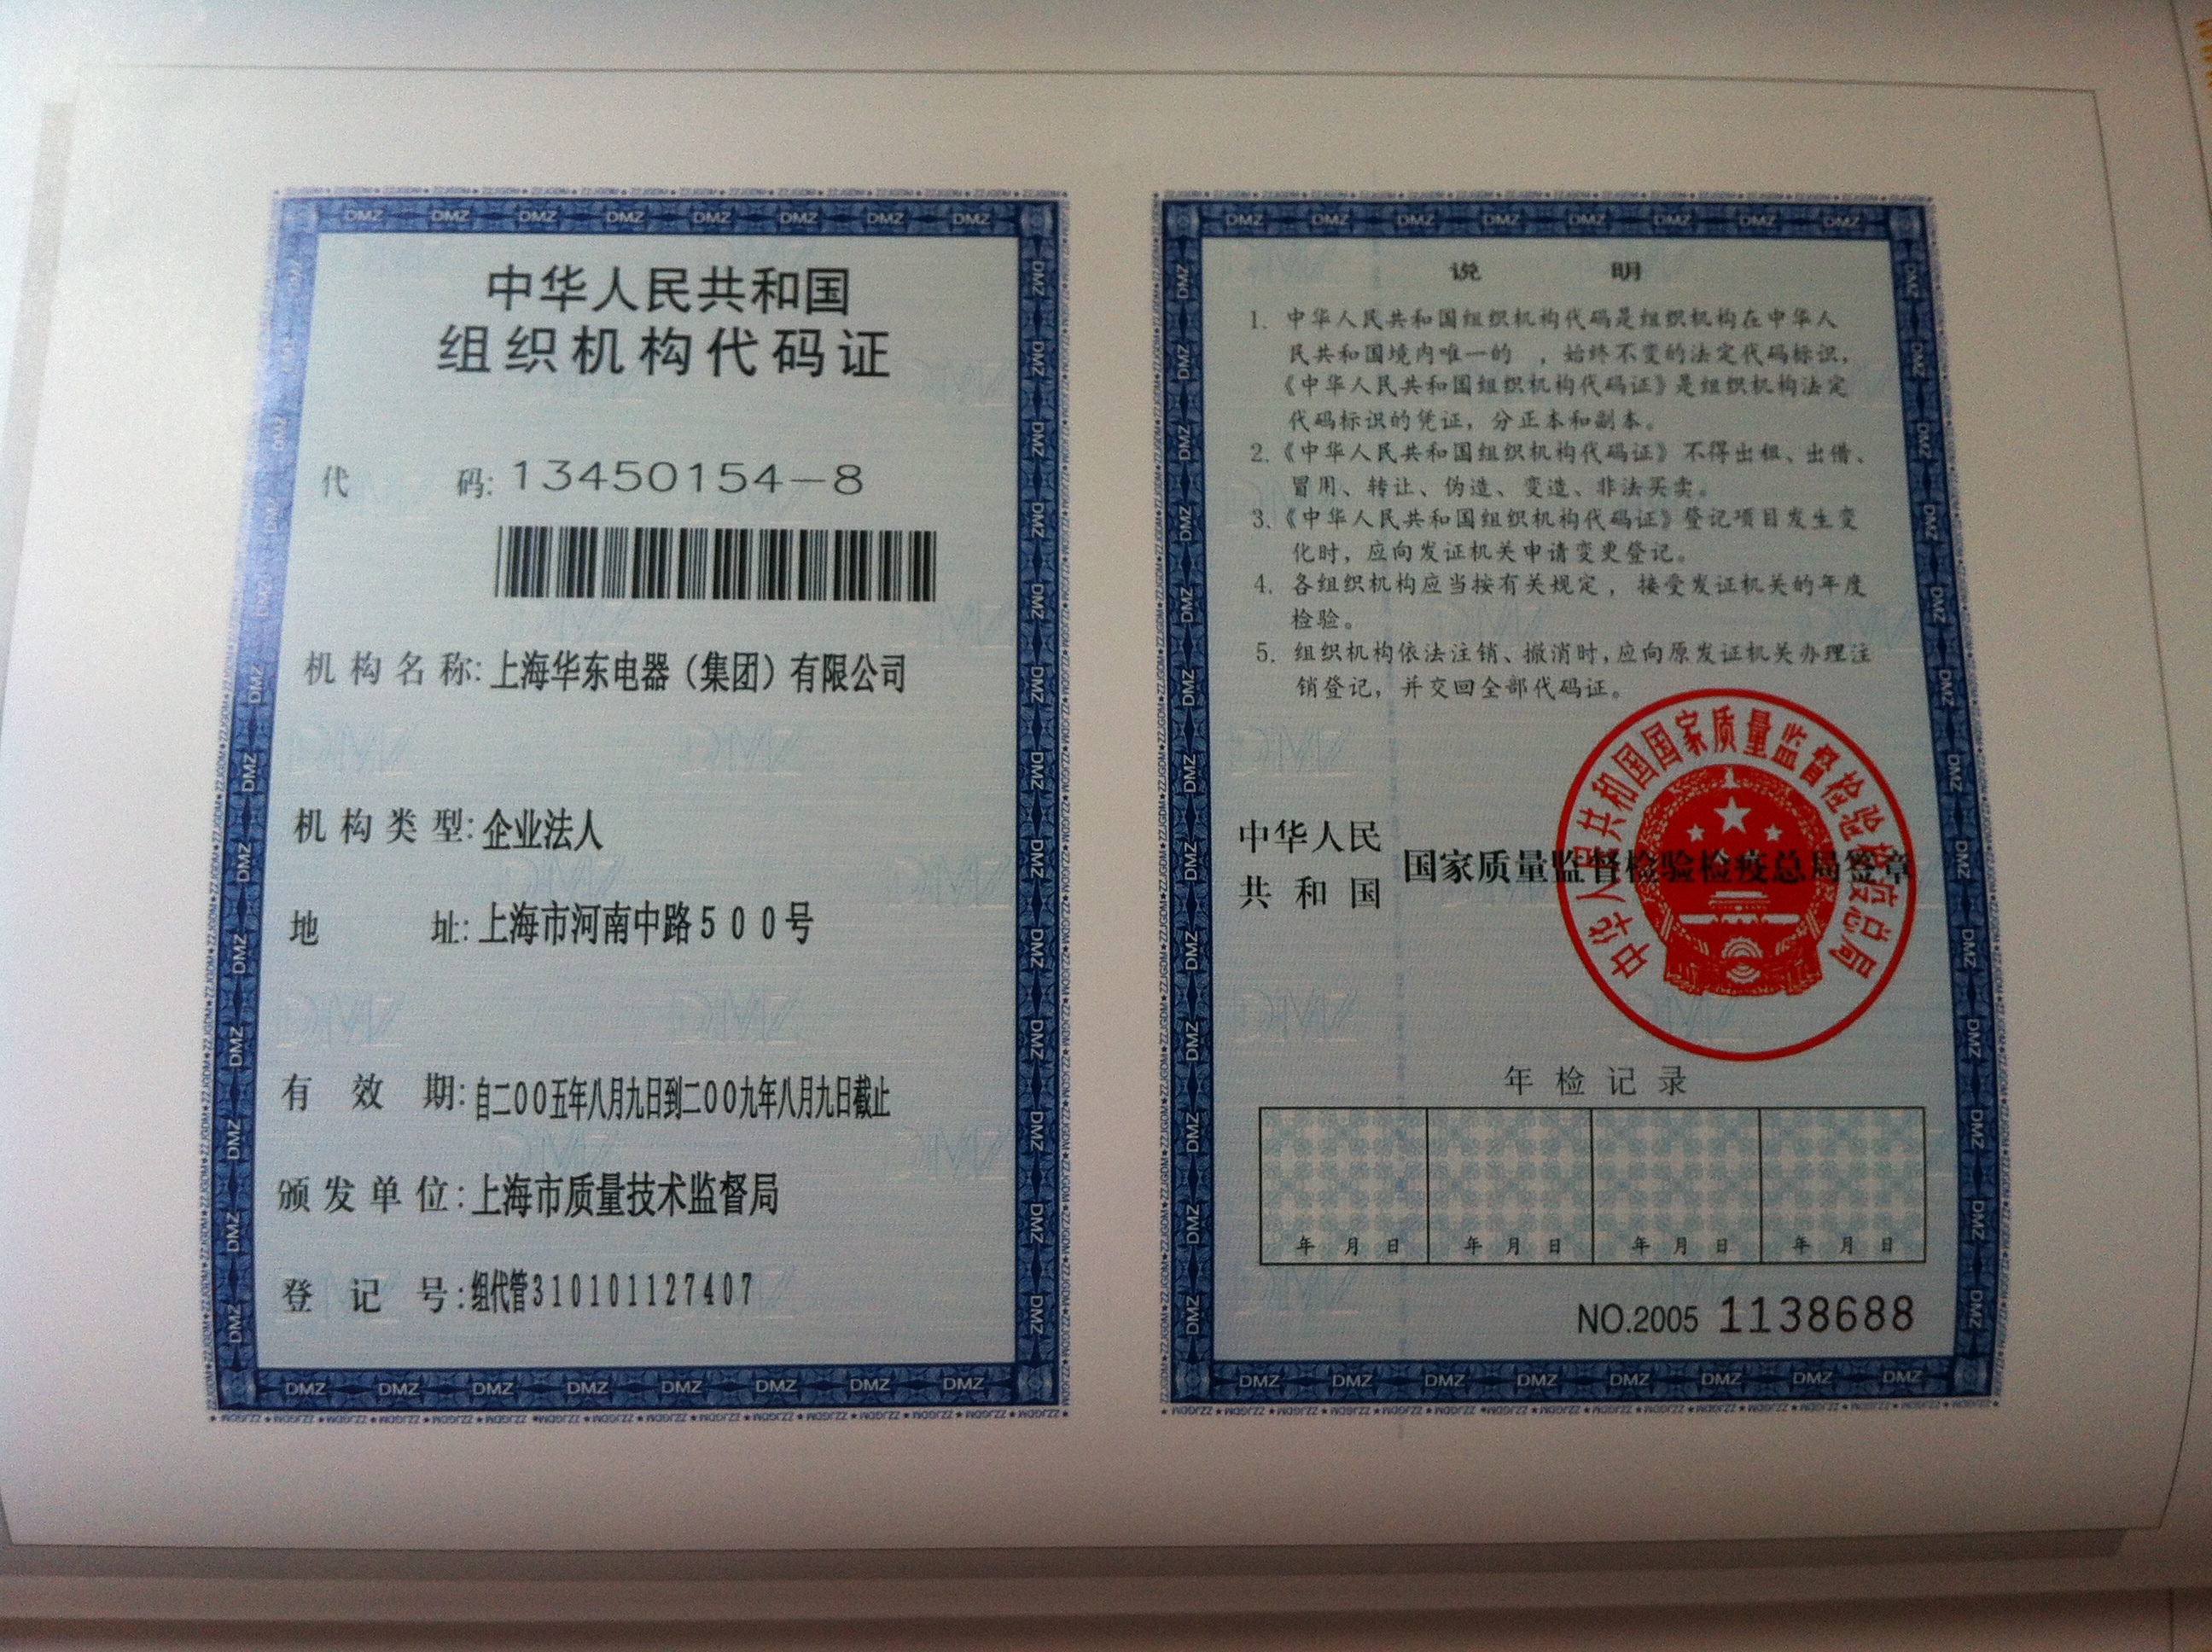 中华人民共和国
组织机构代码证
代 码: 13450154-8
机构名称: 上海华东电器（集团）有限公司
机构类型: 企业法人
地 址: 上海市河南中路500号
有 效 期: 自二00五年八月九日到二00九年八月九日截止
颁发单位: 上海市质量技术监督局
登 记 号: 组代管310101127407
说 明
1. 中华人民共和国组织机构代码是组织机构在中华人
民共和国境内唯一的 ，始终不变的法定代码标识，
《中华人民共和国组织机构代码证》是组织机构法定
代码标识的凭证，分正本和副本。
2.《中华人民共和国组织机构代码证》不得出租、出借、
冒用、转让、伪造、变造、非法买卖。
3.《中华人民共和国组织机构代码证》登记项目发生变
化时，应向发证机关申请变更登记。
4. 各组织机构应当按有关规定，接受发证机关的年度
检验。
5. 组织机构依法注销、撤消时，应向原发证机关办理注
销登记，并交回全部代码证。
中华人民
共和国
国家质量监督检验检疫总局签章
中华人民共和国国家质量监督检验检疫总局
年检记录
年 月 日 年 月 日 年 月 日 年 月 日
NO.2005 1138688
DMZ
ZZJGDM★ZZJGDM